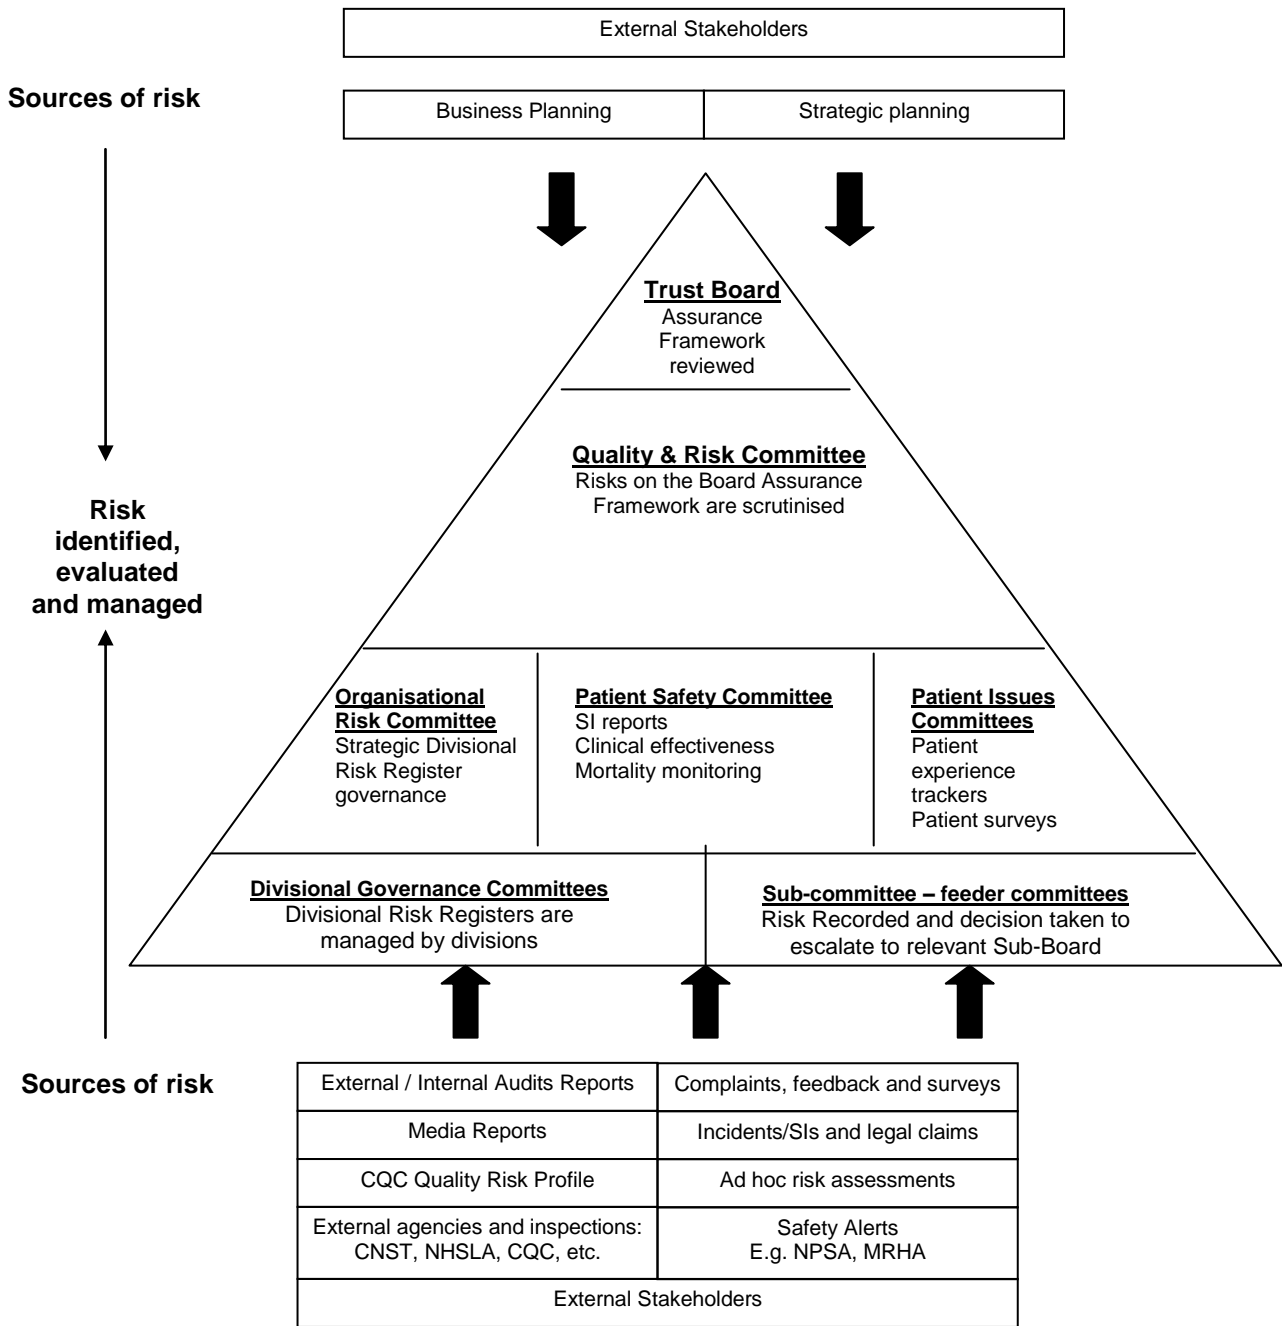 External Stakeholders
Sources of risk
Business Planning
Strategic planning
Trust Board
Assurance
Framework
reviewed
Quality & Risk Committee
Risks on the Board Assurance
Framework are scrutinised
Risk
identified,
evaluated
and managed
Organisational
Risk Committee
Strategic Divisional
Risk Register
governance
Patient Safety Committee
SI reports
Clinical effectiveness
Mortality monitoring
Patient Issues
Committees
Patient
experience
trackers
Patient surveys
Divisional Governance Committees
Divisional Risk Registers are
managed by divisions
Sub-committee – feeder committees
Risk Recorded and decision taken to
escalate to relevant Sub-Board
Sources of risk
External / Internal Audits Reports
Complaints, feedback and surveys
Media Reports
Incidents/SIs and legal claims
CQC Quality Risk Profile
Ad hoc risk assessments
External agencies and inspections:
CNST, NHSLA, CQC, etc.
Safety Alerts
E.g. NPSA, MRHA
External Stakeholders